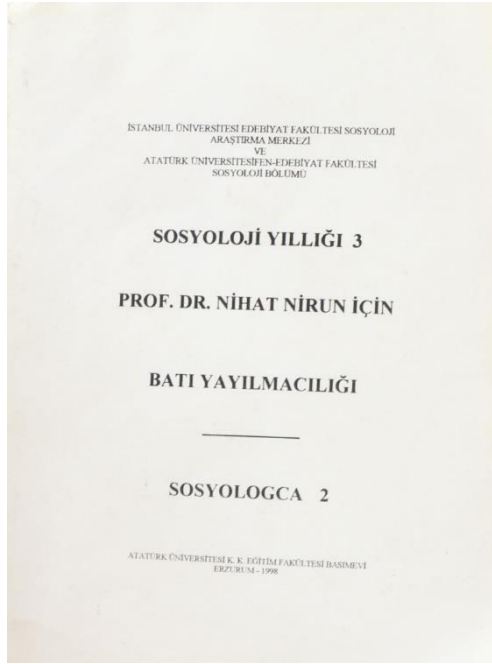 İSTANBUL ÜNİVERSİTESİ EDEBİYAT FAKÜLTESİ SOSYOLOJİ
ARAŞTIRMA MERKEZİ
VE
ATATÜRK ÜNİVERSİTESİFEN-EDEBİYAT FAKÜLTESİ
SOSYOLOJİ BÖLÜMÜ
SOSYOLOJİ YILLIĞI 3
PROF. DR. NİHAT NİRUN İÇİN
BATI YAYILMACILIĞI
SOSYOLOGCA 2
ATATÜRK ÜNİVERSİTESİ K. K. EĞİTİM FAKÜLTESİ BASIMEVİ
ERZURUM - 1998